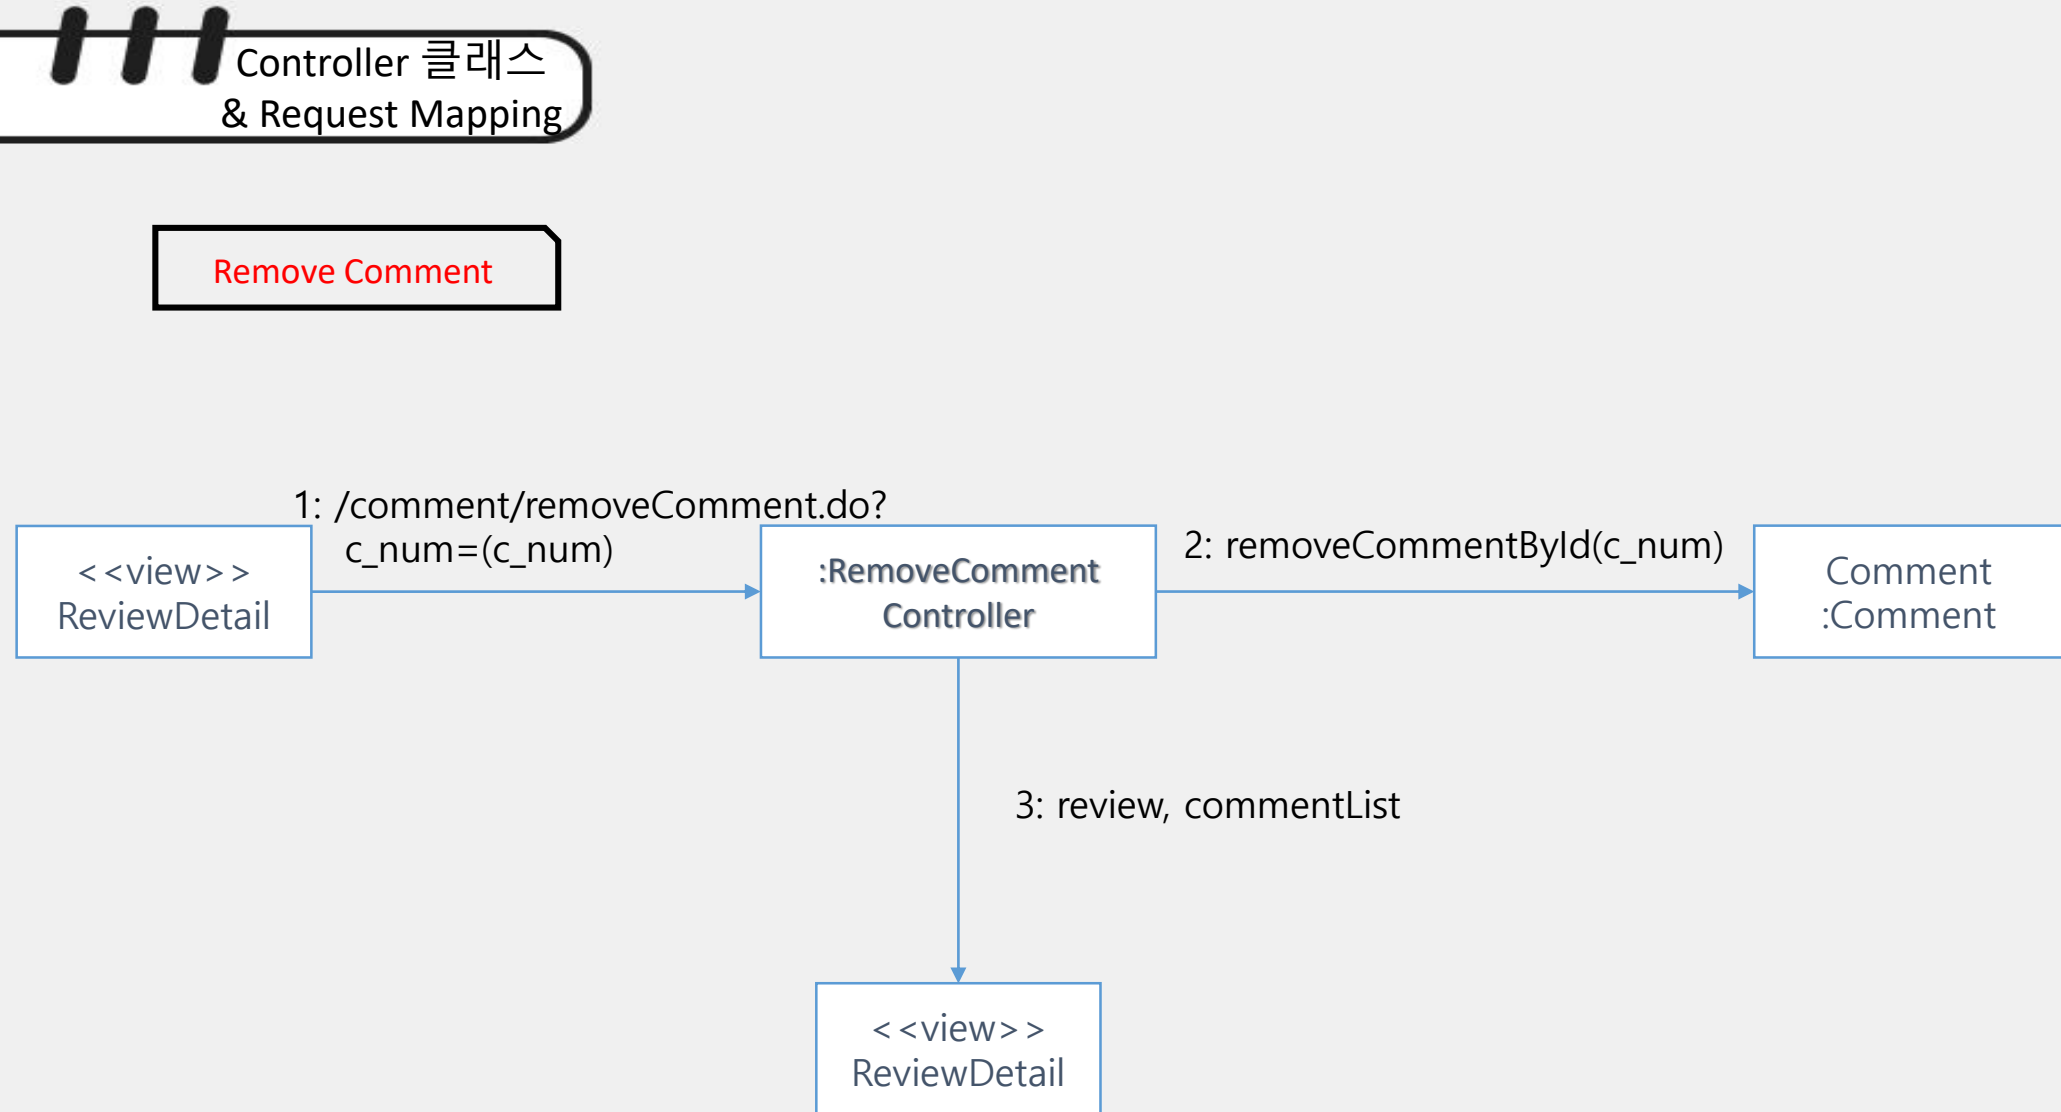 Controller 클래스
& Request Mapping
Remove Comment
1: /comment/removeComment.do?
c_num=(c_num)
<<view>>
ReviewDetail
:RemoveComment
Controller
2: removeCommentById(c_num)
Comment
:Comment
3: review, commentList
<<view>>
ReviewDetail